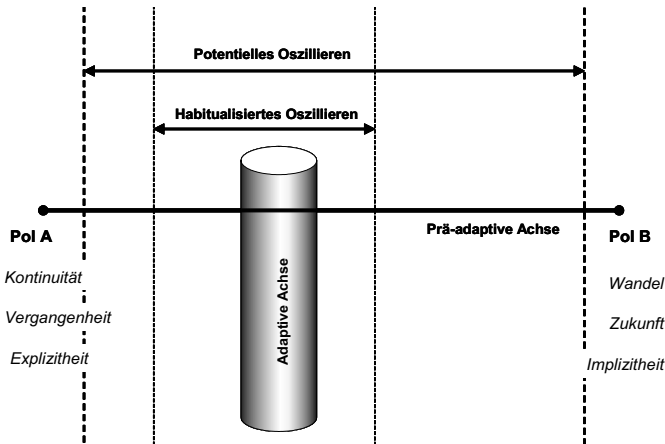 Potentielles Oszillieren
Habitualisiertes Oszillieren
Pol A
Prä-adaptive Achse
Pol B
Kontinuität
Vergangenheit
Explizitheit
Adaptive Achse
Wandel
Zukunft
Implizitheit